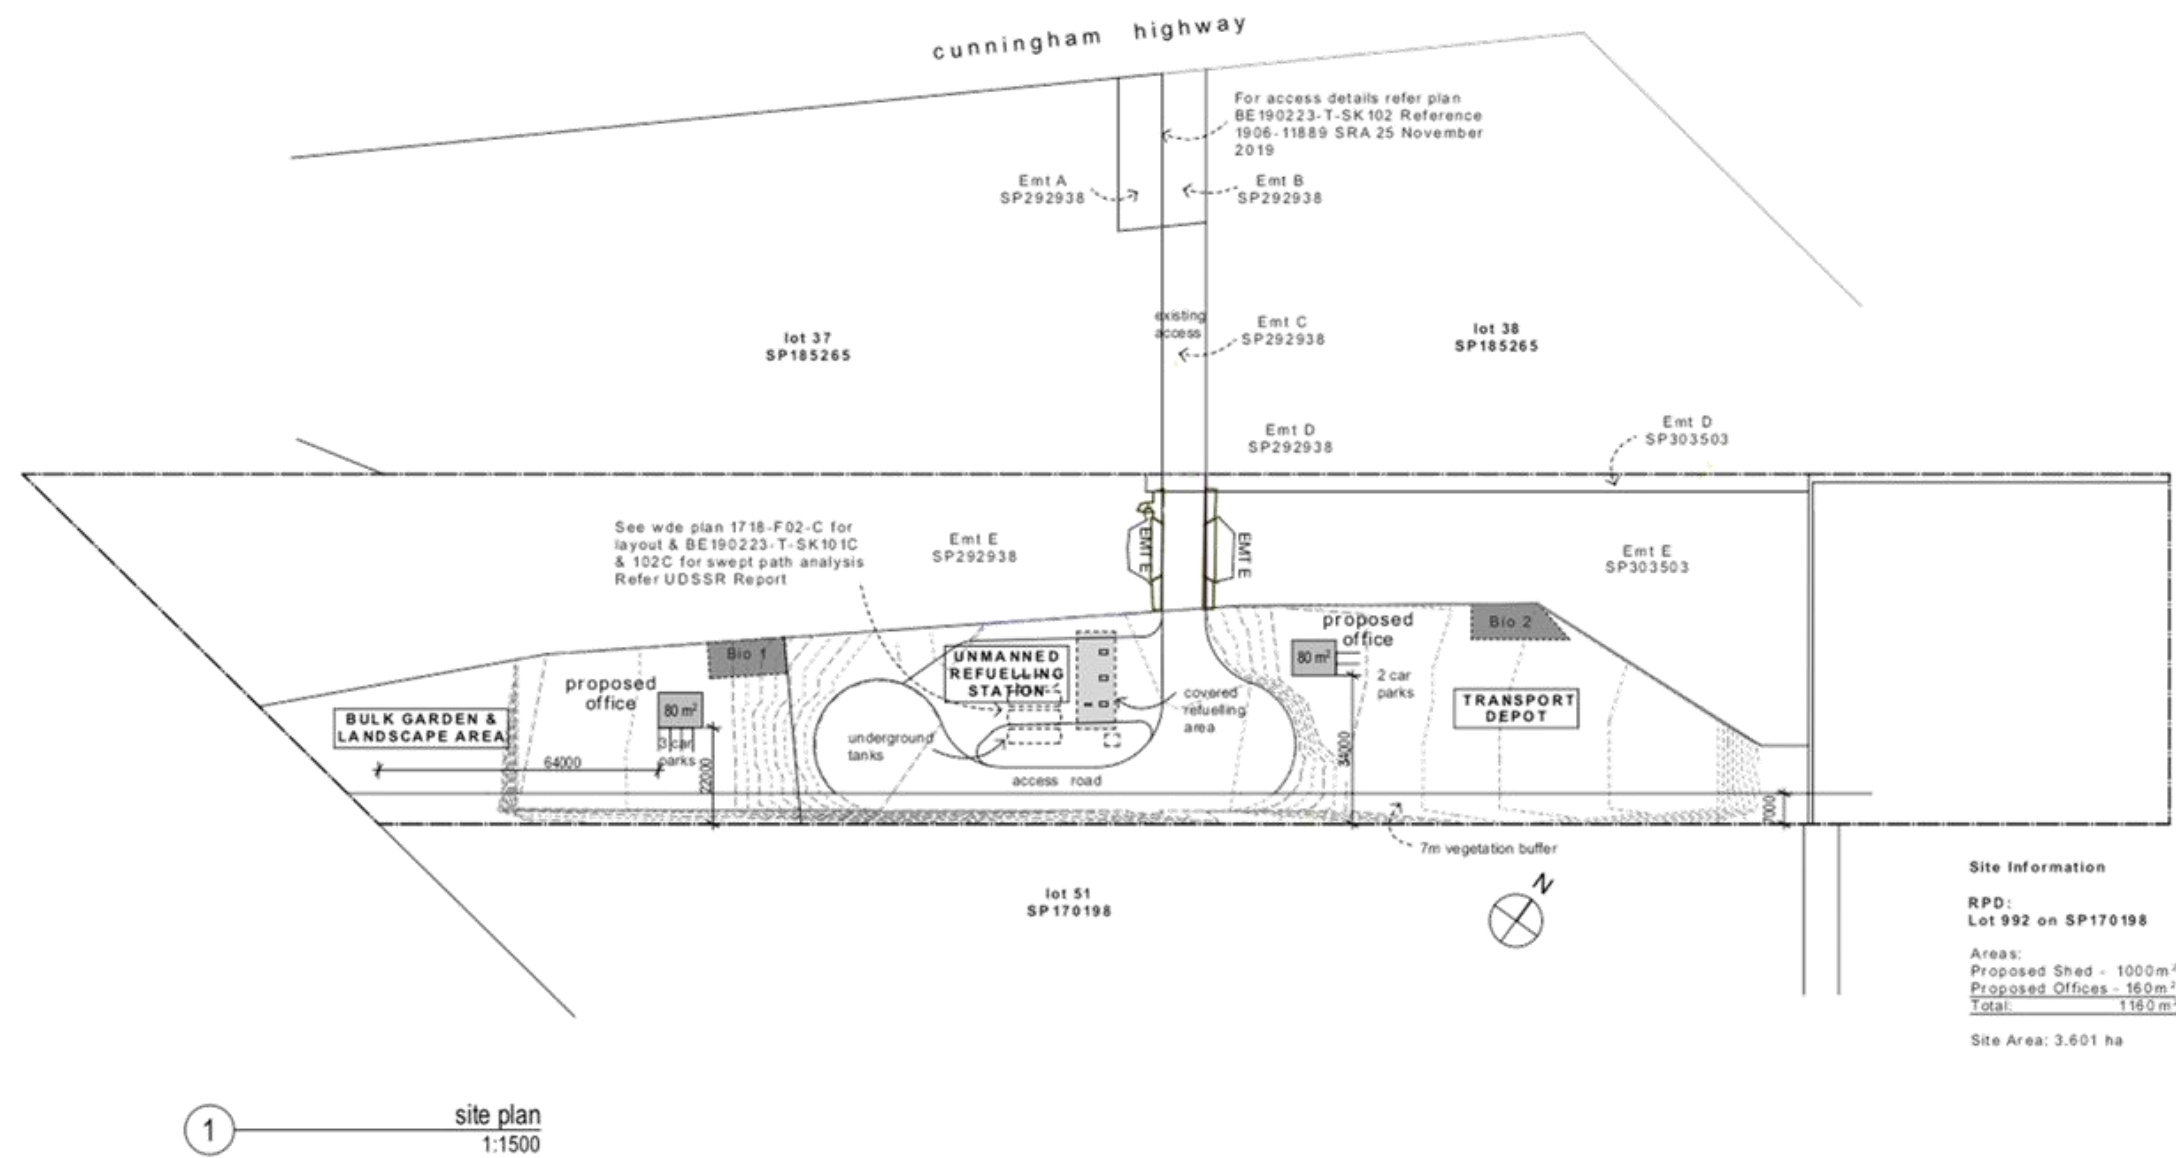 cunningham highway
For access details refer plan
BE190223-T-SK102 Reference
1906-11889 SRA 25 November
2019
Emt A
SP292938
Emt B
SP292938
existing
access
Emt C
SP292938
lot 37
SP185265
lot 38
SP185265
Emt D
SP292938
Emt D
SP303503
See wde plan 1718-F02-C for
layout & BE190223-T-SK101C
& 102C for swept path analysis
Refer UDSSR Report
Emt E
SP292938
EMT E
EMT E
Emt E
SP303503
Bio 1
proposed
office
80 m²
3 car
parks
BULK GARDEN &
LANDSCAPE AREA
64000
22000
UNMANNED
REFUELLING
STATION
underground
tanks
covered
refuelling
area
access road
proposed
office
80 m²
2 car
parks
Bio 2
TRANSPORT
DEPOT
34000
7000
7m vegetation buffer
lot 51
SP170198
N
Site Information
RPD:
Lot 992 on SP170198
Areas:
Proposed Shed - 1000m²
Proposed Offices - 160m²
Total: 1160m²
Site Area: 3.601 ha
1
site plan
1:1500